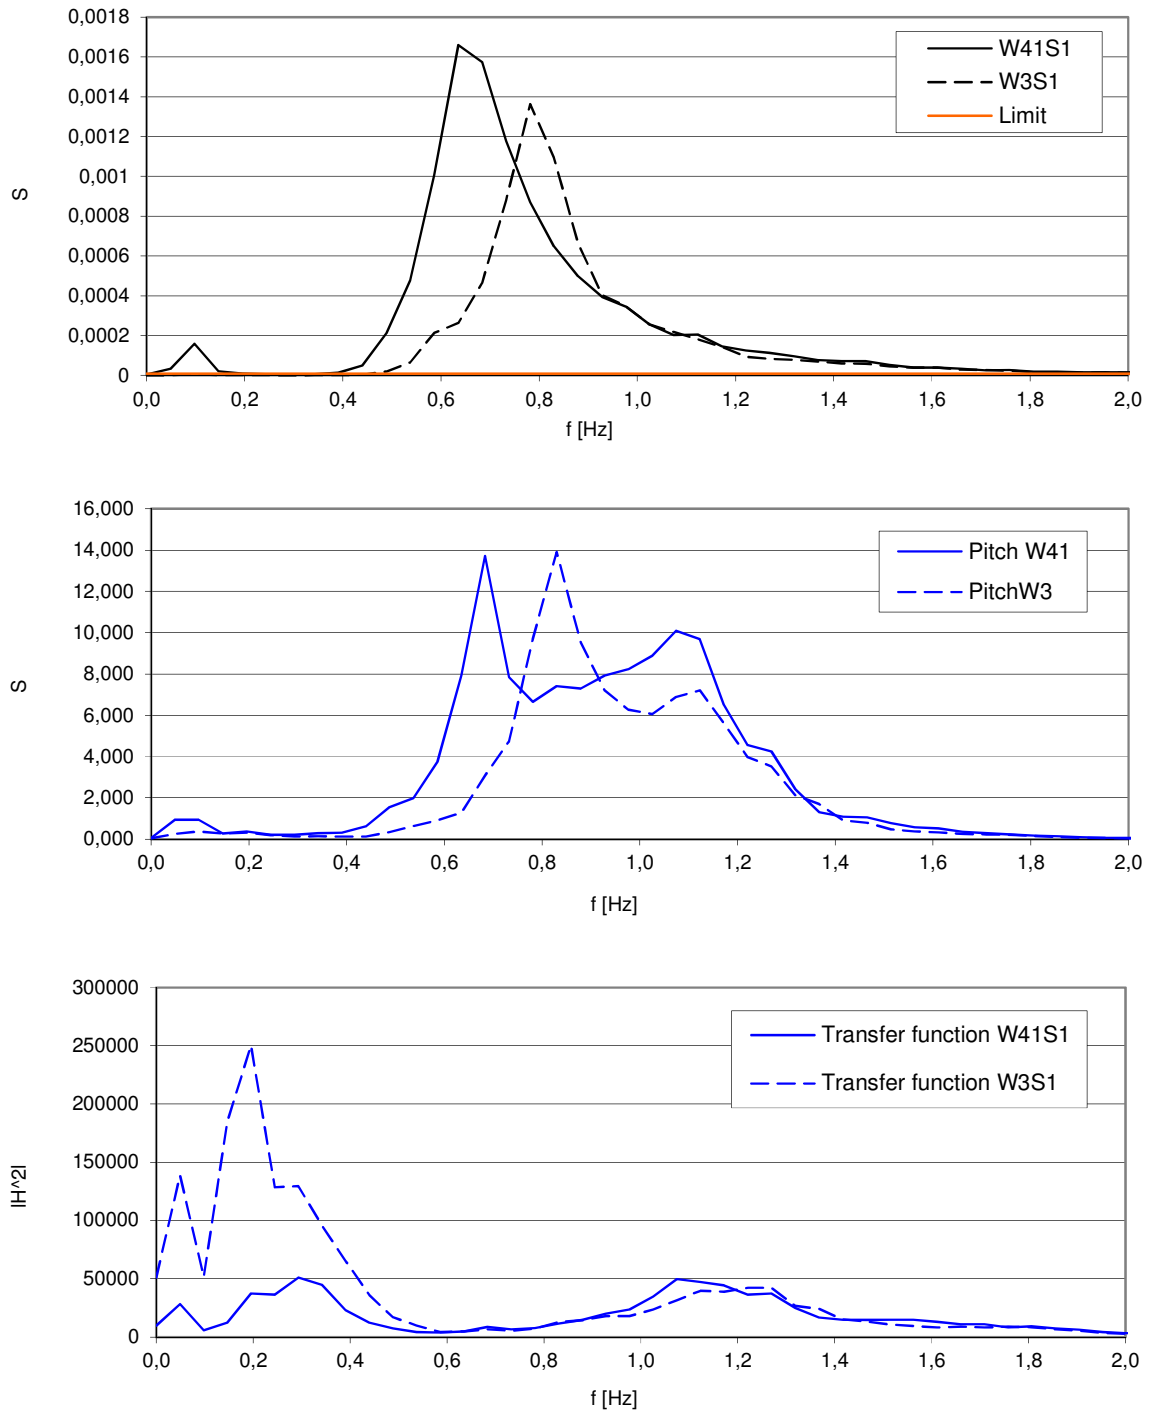 0,0018
0,0016
0,0014
0,0012
0,001
0,0008
0,0006
0,0004
0,0002
0
S
W41S1
W3S1
Limit
0,0 0,2 0,4 0,6 0,8 1,0 1,2 1,4 1,6 1,8 2,0
f [Hz]
16,000
14,000
12,000
10,000
8,000
6,000
4,000
2,000
0,000
S
Pitch W41
PitchW3
0,0 0,2 0,4 0,6 0,8 1,0 1,2 1,4 1,6 1,8 2,0
f [Hz]
300000
250000
200000
150000
100000
50000
0
|H^2|
Transfer function W41S1
Transfer function W3S1
0,0 0,2 0,4 0,6 0,8 1,0 1,2 1,4 1,6 1,8 2,0
f [Hz]